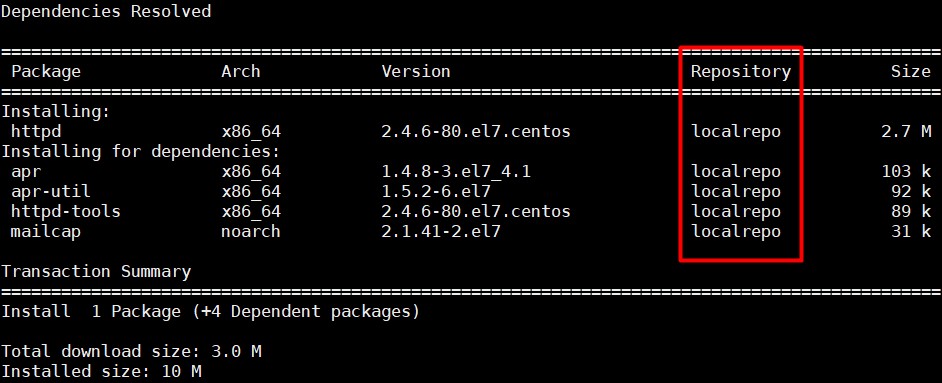 Dependencies Resolved
================================================================================
Package Arch Version Repository Size
================================================================================
Installing:
httpd x86_64 2.4.6-80.el7.centos localrepo 2.7 M
Installing for dependencies:
apr x86_64 1.4.8-3.el7_4.1 localrepo 103 k
apr-util x86_64 1.5.2-6.el7 localrepo 92 k
httpd-tools x86_64 2.4.6-80.el7.centos localrepo 89 k
mailcap noarch 2.1.41-2.el7 localrepo 31 k
Transaction Summary
================================================================================
Install 1 Package (+4 Dependent packages)
Total download size: 3.0 M
Installed size: 10 M